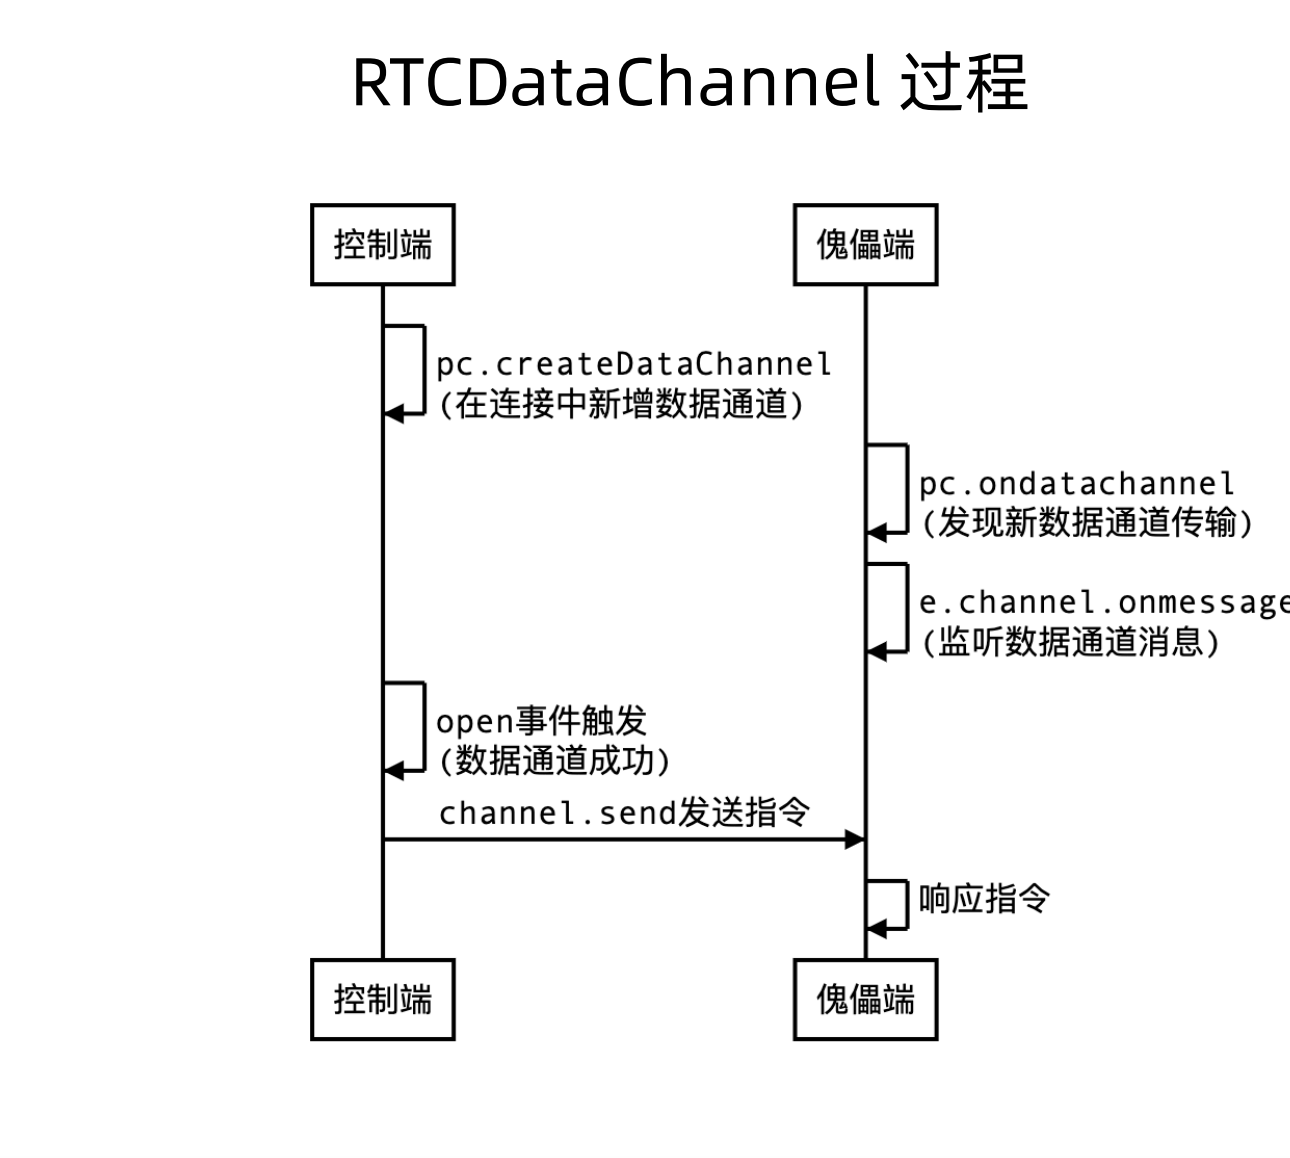 RTCDataChannel 过程
控制端
傀儡端
pc.createDataChannel
(在连接中新增数据通道)
pc.ondatachannel
(发现新数据通道传输)
e.channel.onmessage
(监听数据通道消息)
open事件触发
(数据通道成功)
channel.send发送指令
响应指令
控制端
傀儡端